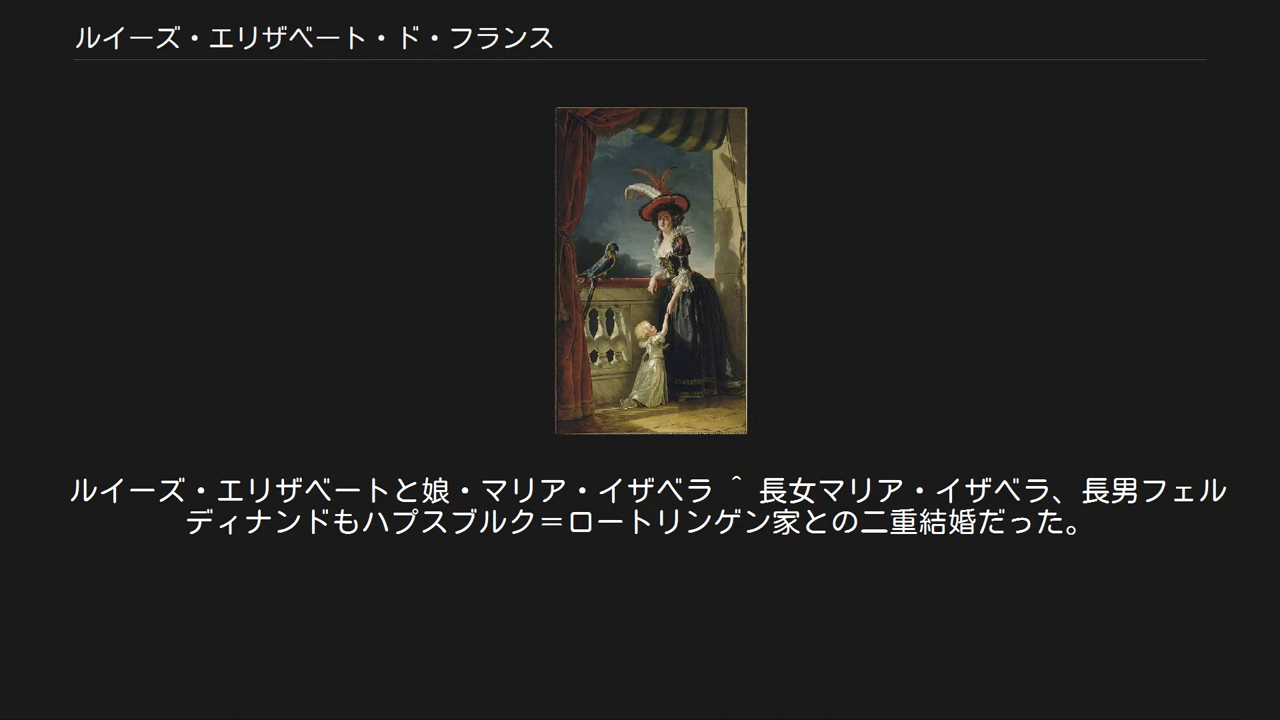 ルイーズ・エリザベート・ド・フランス
ルイーズ・エリザベートと娘・マリア・イザベラ ^ 長女マリア・イザベラ、長男フェル
ディナンドもハプスブルク＝ロートリンゲン家との二重結婚だった。